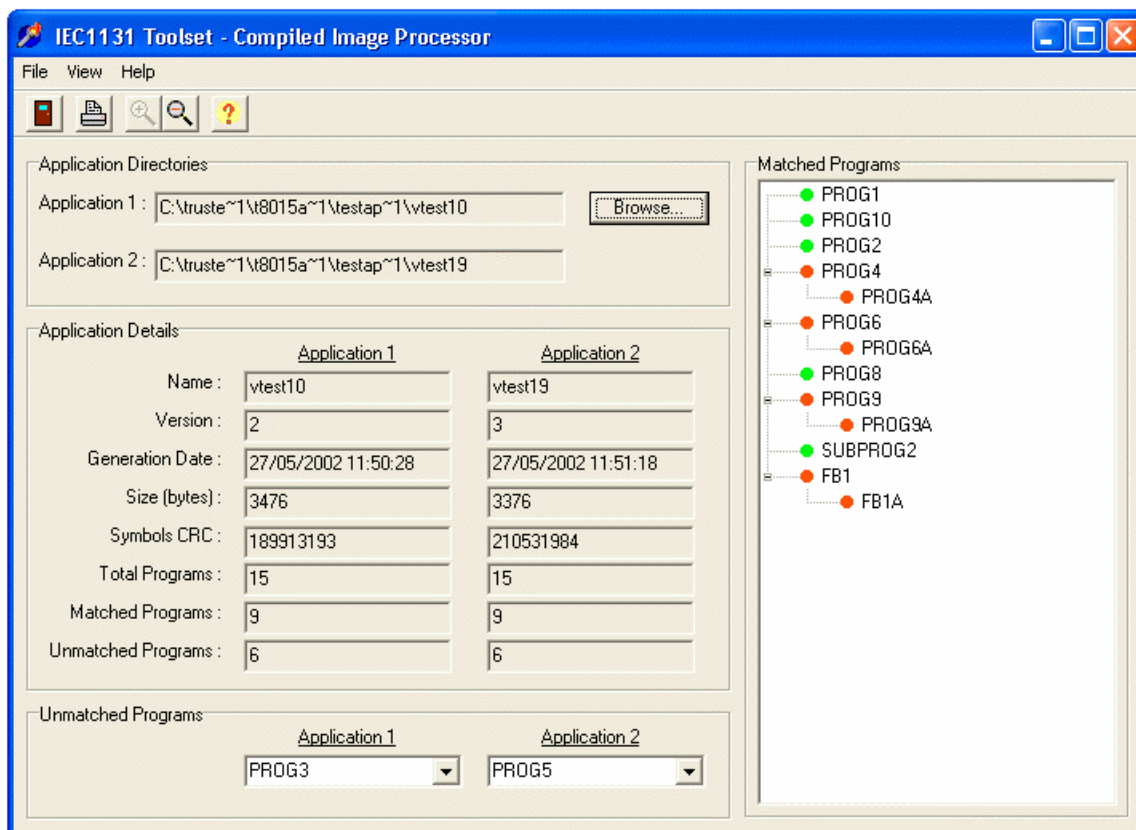 IEC1131 Toolset - Compiled Image Processor
File View Help
Application Directories
Application 1 : C:\truste~1\t8015a~1\testap~1\vtest10 Browse...
Application 2 : C:\truste~1\t8015a~1\testap~1\vtest19
Application Details
Application 1 Application 2
Name : vtest10 vtest19
Version : 2 3
Generation Date : 27/05/2002 11:50:28 27/05/2002 11:51:18
Size (bytes) : 3476 3376
Symbols CRC : 189913193 210531984
Total Programs : 15 15
Matched Programs : 9 9
Unmatched Programs : 6 6
Unmatched Programs
Application 1 Application 2
PROG3 PROG5
Matched Programs
PROG1
PROG10
PROG2
PROG4
PROG4A
PROG6
PROG6A
PROG8
PROG9
PROG9A
SUBPROG2
FB1
FB1A